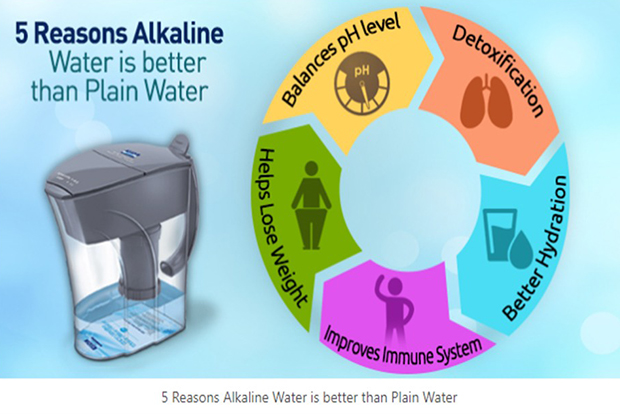 5 Reasons Alkaline
Water is better
than Plain Water
Balances pH level
pH
Detoxification
Better Hydration
Improves Immune System
Helps Lose Weight
5 Reasons Alkaline Water is better than Plain Water